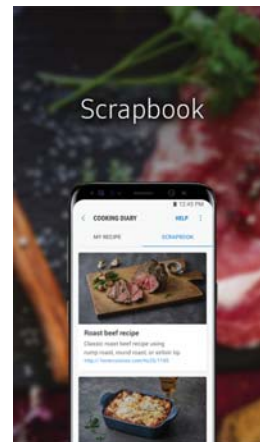 Scrapbook
12:45 PM
COOKING DIARY
HELP
MY RECIPE
SCRAPBOOK
Roast beef recipe
Classic roast beef recipe using
rump roast, round roast, or sirloin tip